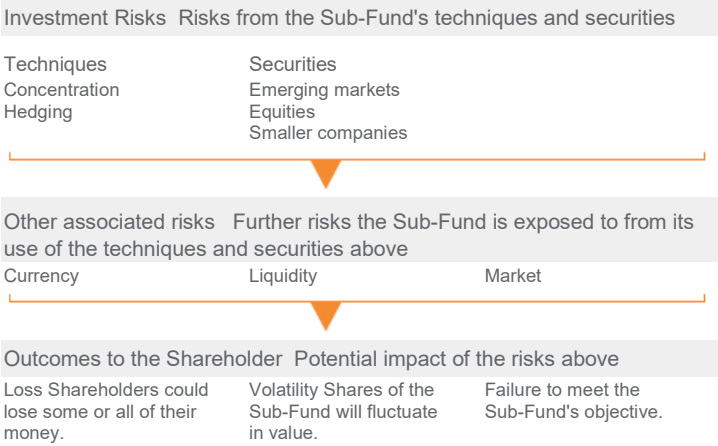 Investment Risks  Risks from the Sub-Fund's techniques and securities
Techniques
Concentration
Hedging
Securities
Emerging markets
Equities
Smaller companies
Other associated risks   Further risks the Sub-Fund is exposed to from its
use of the techniques and securities above
Currency
Liquidity
Market
Outcomes to the Shareholder  Potential impact of the risks above
Loss Shareholders could
lose some or all of their
money.
Volatility Shares of the
Sub-Fund will fluctuate
in value.
Failure to meet the
Sub-Fund's objective.